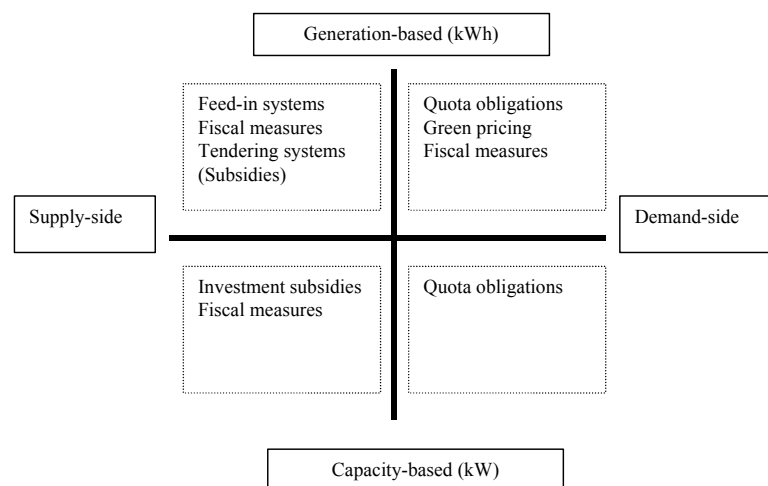 Generation-based (kWh)
Feed-in systems
Fiscal measures
Tendering systems
(Subsidies)
Quota obligations
Green pricing
Fiscal measures
Supply-side
Demand-side
Investment subsidies
Fiscal measures
Quota obligations
Capacity-based (kW)